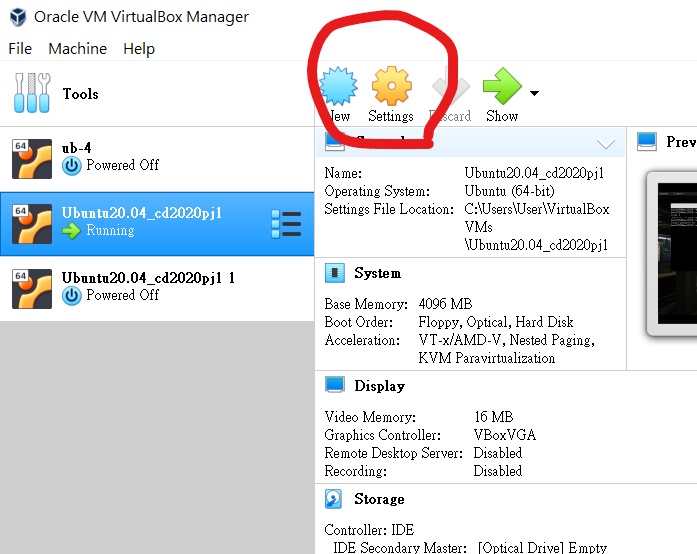 Oracle VM VirtualBox Manager
File Machine Help
Tools
New Settings Discard Show
64 ub-4
Powered Off
64 Ubuntu20.04_cd2020pj1
Running
64 Ubuntu20.04_cd2020pj1 1
Powered Off
Name: Ubuntu20.04_cd2020pj1
Operating System: Ubuntu (64-bit)
Settings File Location: C:\Users\User\VirtualBox
VMs
\Ubuntu20.04_cd2020pj1
System
Base Memory: 4096 MB
Boot Order: Floppy, Optical, Hard Disk
Acceleration: VT-x/AMD-V, Nested Paging,
KVM Paravirtualization
Display
Video Memory: 16 MB
Graphics Controller: VBoxVGA
Remote Desktop Server: Disabled
Recording: Disabled
Storage
Controller: IDE
IDE Secondary Master: [Optical Drive] Empty
Prev